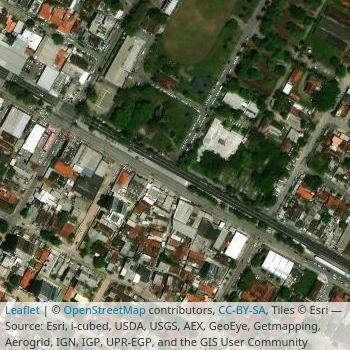 Leaflet | © OpenStreetMap contributors, CC-BY-SA, Tiles © Esri —
Source: Esri, i-cubed, USDA, USGS, AEX, GeoEye, Getmapping,
Aerogrid, IGN, IGP, UPR-EGP, and the GIS User Community